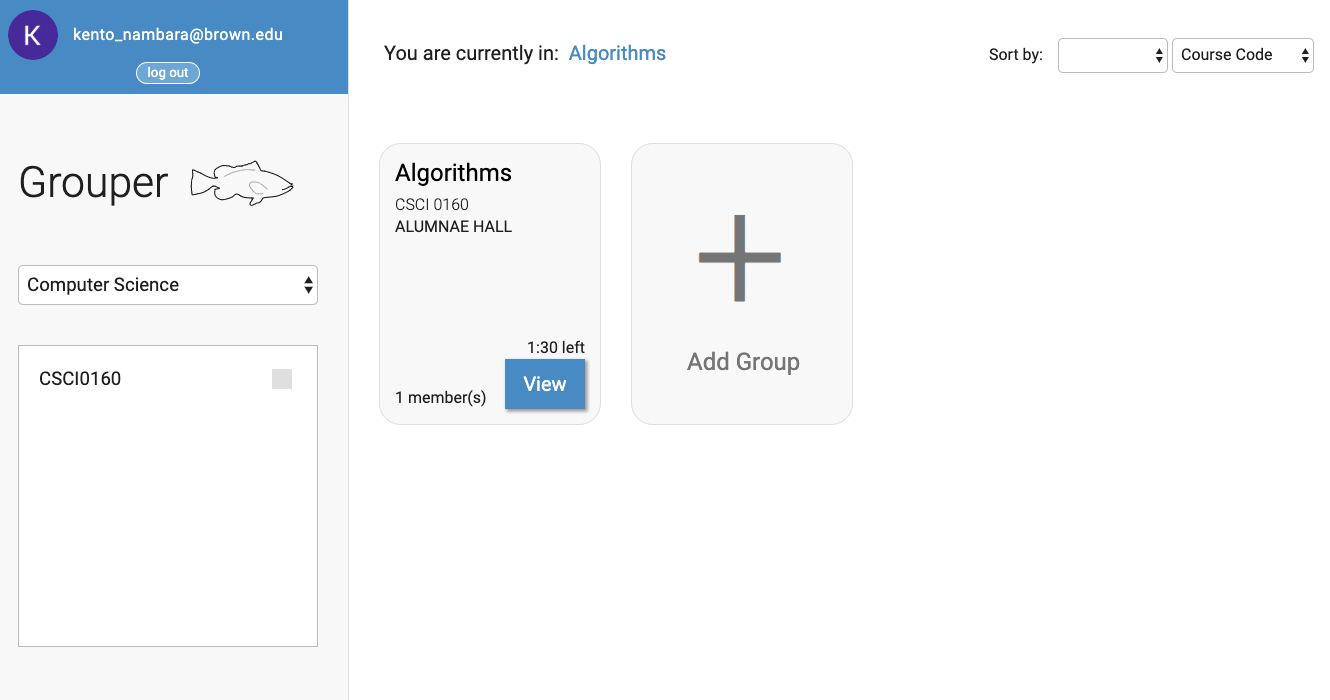 K
kento_nambara@brown.edu
log out
Grouper
Computer Science
CSCI0160
You are currently in: Algorithms
Sort by:
Course Code
Algorithms
CSCI 0160
ALUMNAE HALL
1:30 left
1 member(s)
View
Add Group